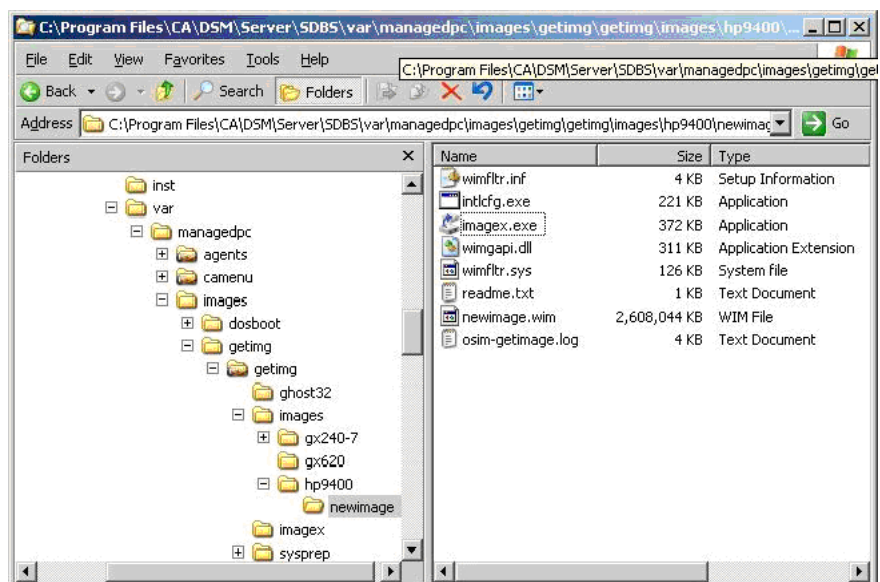 C:\Program Files\CA\DSM\Server\SDBS\var\managedpc\images\getimg\getimg\images\hp9400\...
File Edit View Favorites Tools Help
C:\Program Files\CA\DSM\Server\SDBS\var\managedpc\images\getimg\get
Back Search Folders
Address C:\Program Files\CA\DSM\Server\SDBS\var\managedpc\images\getimg\getimg\images\hp9400\newimag Go
Folders
inst
var
managedpc
agents
camenu
images
dosboot
getimg
getimg
ghost32
images
gx240-7
gx620
hp9400
newimage
imagex
sysprep
Name Size Type
wimfltr.inf 4 KB Setup Information
intlcfg.exe 221 KB Application
imagex.exe 372 KB Application
wimgapi.dll 311 KB Application Extension
wimfltr.sys 126 KB System file
readme.txt 1 KB Text Document
newimage.wim 2,608,044 KB WIM File
osim-getimage.log 4 KB Text Document